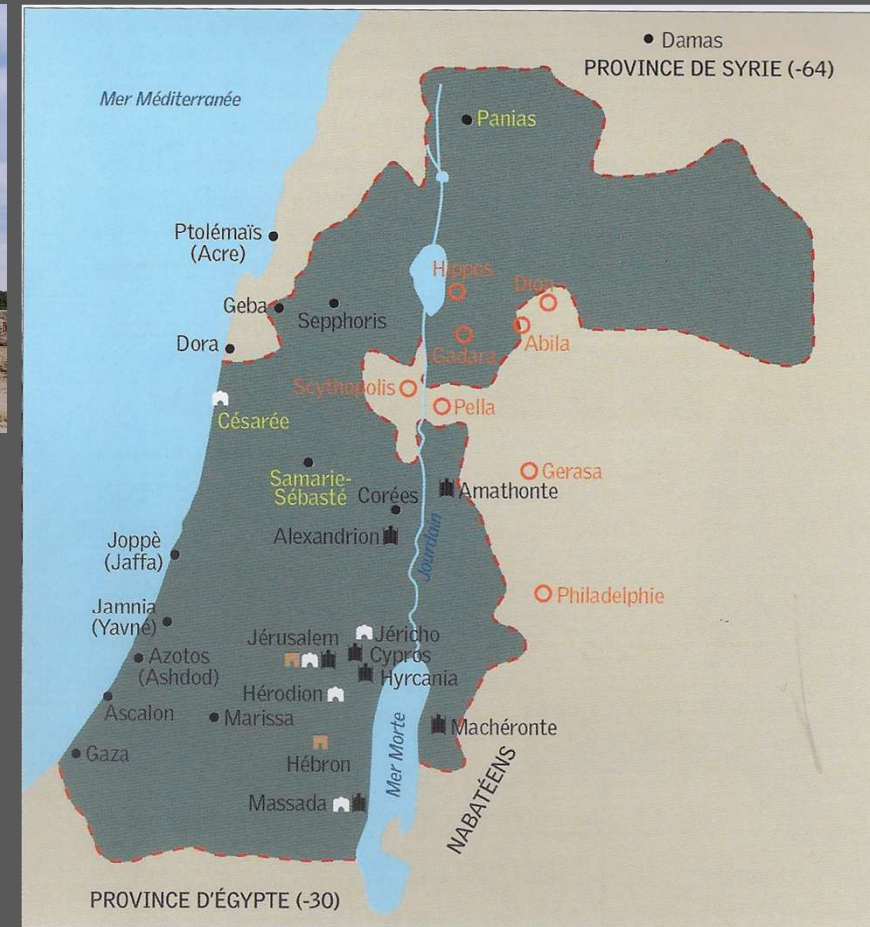 Damas
PROVINCE DE SYRIE (-64)
Mer Méditerranée
Panias
Ptolémaïs
(Acre)
Hippos
Dion
Geba
Sepphoris
Dora
Gadara
Abila
Scythopolis
Pella
Césarée
Samarie-
Sébasté
Gerasa
Corées
Amathonte
Alexandrion
Jourdain
Joppè
(Jaffa)
Philadelphie
Jamnia
(Yavné)
Jérusalem
Jéricho
Cypros
Azotos
(Ashdod)
Hyrcania
Hérodion
Ascalon
Marissa
Mer Morte
Machéronte
Gaza
Hébron
NABATÉENS
Massada
PROVINCE D'ÉGYPTE (-30)